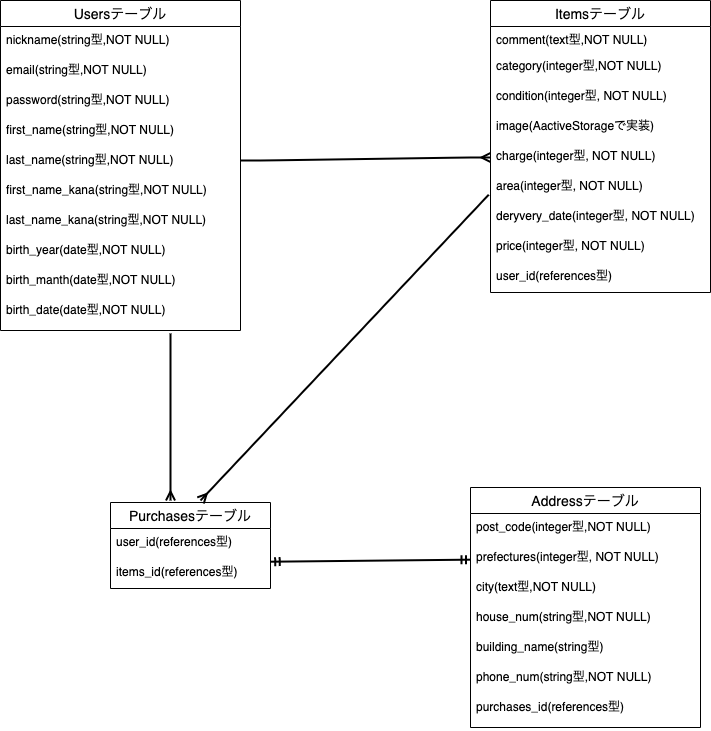 Usersテーブル
nickname(string型,NOT NULL)
email(string型,NOT NULL)
password(string型,NOT NULL)
first_name(string型,NOT NULL)
last_name(string型,NOT NULL)
first_name_kana(string型,NOT NULL)
last_name_kana(string型,NOT NULL)
birth_year(date型,NOT NULL)
birth_manth(date型,NOT NULL)
birth_date(date型,NOT NULL)
Itemsテーブル
comment(text型,NOT NULL)
category(integer型,NOT NULL)
condition(integer型, NOT NULL)
image(AactiveStorageで実装)
charge(integer型, NOT NULL)
area(integer型, NOT NULL)
deryvery_date(integer型, NOT NULL)
price(integer型, NOT NULL)
user_id(references型)
Purchasesテーブル
user_id(references型)
items_id(references型)
Addressテーブル
post_code(integer型,NOT NULL)
prefectures(integer型, NOT NULL)
city(text型,NOT NULL)
house_num(string型,NOT NULL)
building_name(string型)
phone_num(string型,NOT NULL)
purchases_id(references型)